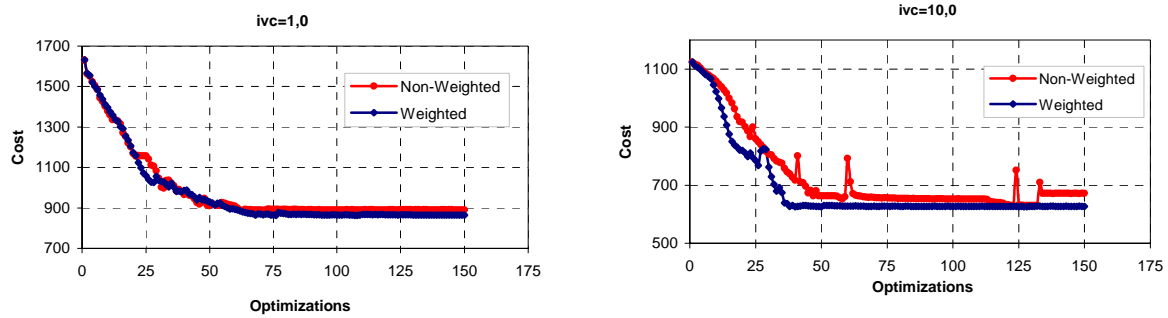 ivc=1,0
1700
1500
1300
1100
900
700
Cost
0 25 50 75 100 125 150 175
Optimizations
Non-Weighted
Weighted
ivc=10,0
1100
900
700
500
Cost
0 25 50 75 100 125 150 175
Optimizations
Non-Weighted
Weighted